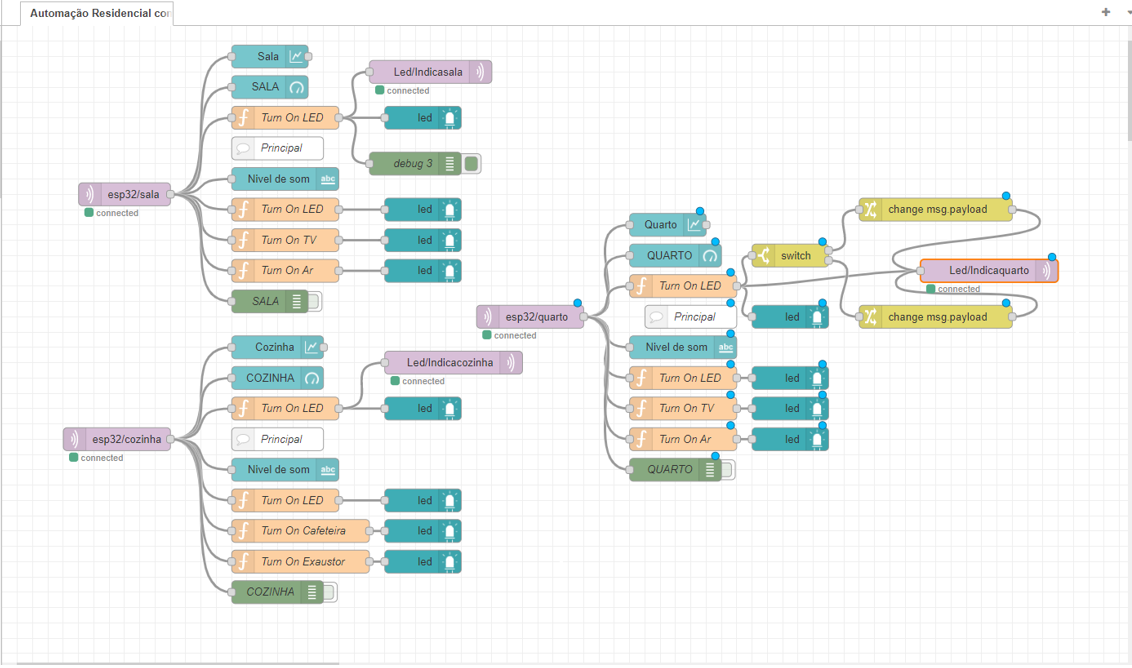 Automação Residencial con
Sala
SALA
Turn On LED
Principal
Nivel de som
abc
Turn On LED
Turn On TV
Turn On Ar
SALA
Led/Indicasala
connected
led
debug 3
led
led
led
esp32/sala
connected
Cozinha
COZINHA
Turn On LED
Principal
Nivel de som
abc
Turn On LED
Turn On Cafeteira
Turn On Exaustor
COZINHA
Led/Indicacozinha
connected
led
led
led
led
esp32/cozinha
connected
esp32/quarto
connected
Quarto
QUARTO
Turn On LED
Principal
Nivel de som
abc
Turn On LED
Turn On TV
Turn On Ar
QUARTO
switch
led
led
led
led
change msg.payload
Led/Indicaquarto
connected
change msg.payload